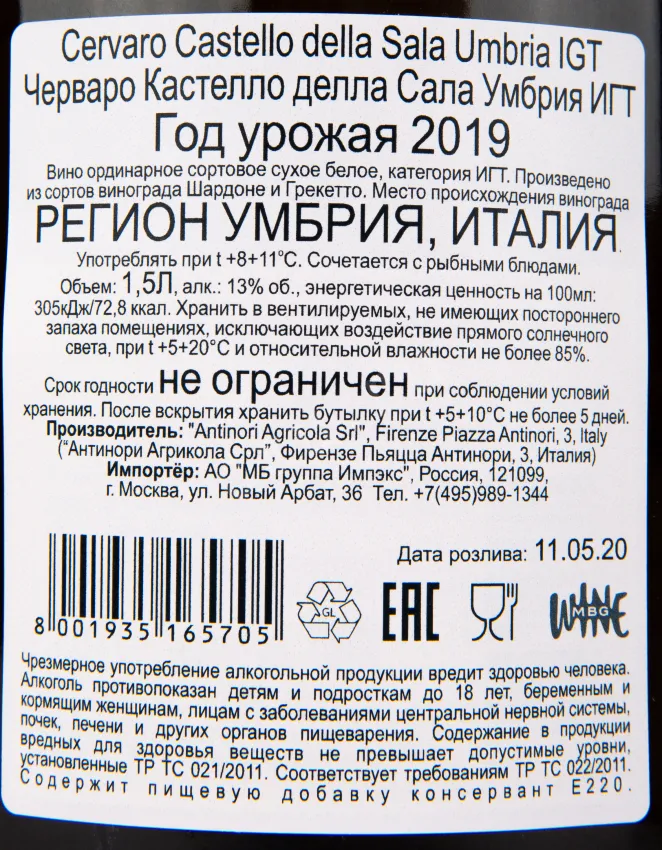 Cervaro Castello della Sala Umbria IGT
Черваро Кастелло делла Сала Умбрия ИГТ
Год урожая 2019
Вино ординарное сортовое сухое белое, категория ИГТ. Произведено
из сортов винограда Шардоне и Грекетто. Место происхождения винограда
РЕГИОН УМБРИЯ, ИТАЛИЯ.
Употреблять при t +8+11°C. Сочетается с рыбными блюдами.
Объем: 1,5Л, алк.: 13% об., энергетическая ценность на 100мл:
305кДж/72,8 ккал. Хранить в вентилируемых, не имеющих постороннего
запаха помещениях, исключающих воздействие прямого солнечного
света, при t +5+20°C и относительной влажности не более 85%.
Срок годности не ограничен при соблюдении условий
хранения. После вскрытия хранить бутылку при t +5+10°C не более 5 дней.
Производитель: "Antinori Agricola Srl", Firenze Piazza Antinori, 3, Italy
("Антинори Агрикола Срл", Фирензе Пьяцца Антинори, 3, Италия)
Импортёр: АО "МБ группа Импэкс", Россия, 121099,
г. Москва, ул. Новый Арбат, 36 Тел. +7(495)989-1344
Дата розлива: 11.05.20
8 001935 165705
GL
EAC
WINE
MBG
Чрезмерное употребление алкогольной продукции вредит здоровью человека.
Алкоголь противопоказан детям и подросткам до 18 лет, беременным и
кормящим женщинам, лицам с заболеваниями центральной нервной системы,
почек, печени и других органов пищеварения. Содержание в продукции
вредных для здоровья веществ не превышает допустимые уровни,
установленные ТР ТС 021/2011. Соответствует требованиям ТР ТС 022/2011.
Содержит пищевую добавку консервант Е220.